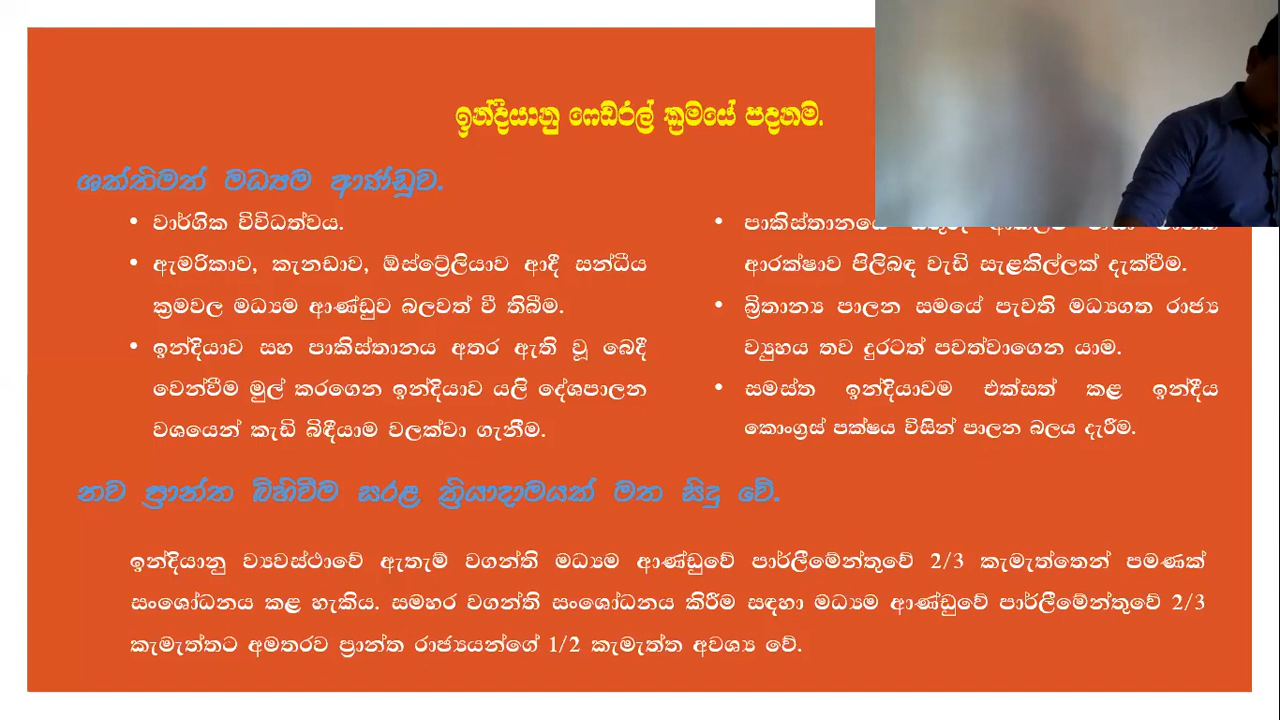 ඉන්දියානු ෆෙඩරල් ක්‍රමයේ පදනම.
ශක්තිමත් මධ්‍යම ආණ්ඩුව.
• වාර්ගික විවිධත්වය.
• ඇමරිකාව, කැනඩාව, ඕස්ට්‍රේලියාව ආදී සන්ධීය
ක්‍රමවල මධ්‍යම ආණ්ඩුව බලවත් වී තිබීම.
• ඉන්දියාව සහ පාකිස්තානය අතර ඇති වූ බෙදී
වෙන්වීම මුල් කරගෙන ඉන්දියාව යලි දේශපාලන
වශයෙන් කැඩි බිඳීයාම වලක්වා ගැනීම.
• පාකිස්තානයේ
ආරක්ෂාව පිලිබඳ වැඩි සැළකිල්ලක් දැක්වීම.
• බ්‍රිතාන්‍ය පාලන සමයේ පැවති මධ්‍යගත රාජ්‍ය
ව්‍යුහය තව දුරටත් පවත්වාගෙන යාම.
• සමස්ත ඉන්දියාවම එක්සත් කළ ඉන්දීය
කොංග්‍රස් පක්ෂය විසින් පාලන බලය දැරීම.
නව ප්‍රාන්ත බිහිවීම සරළ ක්‍රියාදාමයක් මත සිදු වේ.
ඉන්දියානු ව්‍යවස්ථාවේ ඇතැම් වගන්ති මධ්‍යම ආණ්ඩුවේ පාර්ලීමේන්තුවේ 2/3 කැමැත්තෙන් පමණක්
සංශෝධනය කළ හැකිය. සමහර වගන්ති සංශෝධනය කිරීම සඳහා මධ්‍යම ආණ්ඩුවේ පාර්ලීමේන්තුවේ 2/3
කැමැත්තට අමතරව ප්‍රාන්ත රාජ්‍යයන්ගේ 1/2 කැමැත්ත අවශ්‍ය වේ.